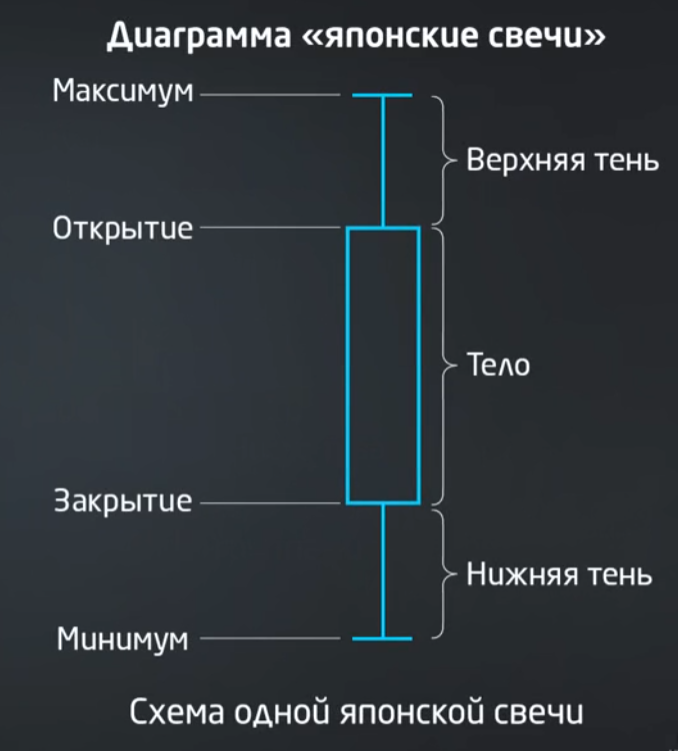 Диаграмма «японские свечи»
Максимум
Верхняя тень
Открытие
Тело
Закрытие
Нижняя тень
Минимум
Схема одной японской свечи